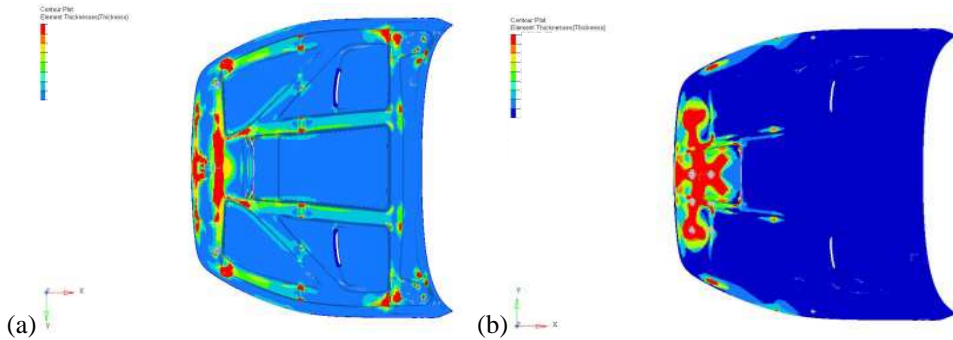 Contour Plot
Element Thicknesses(Thickness)
Contour Plot
Element Thicknesses(Thickness)
X
Y
Z
Y
Z
X
(a)
(b)